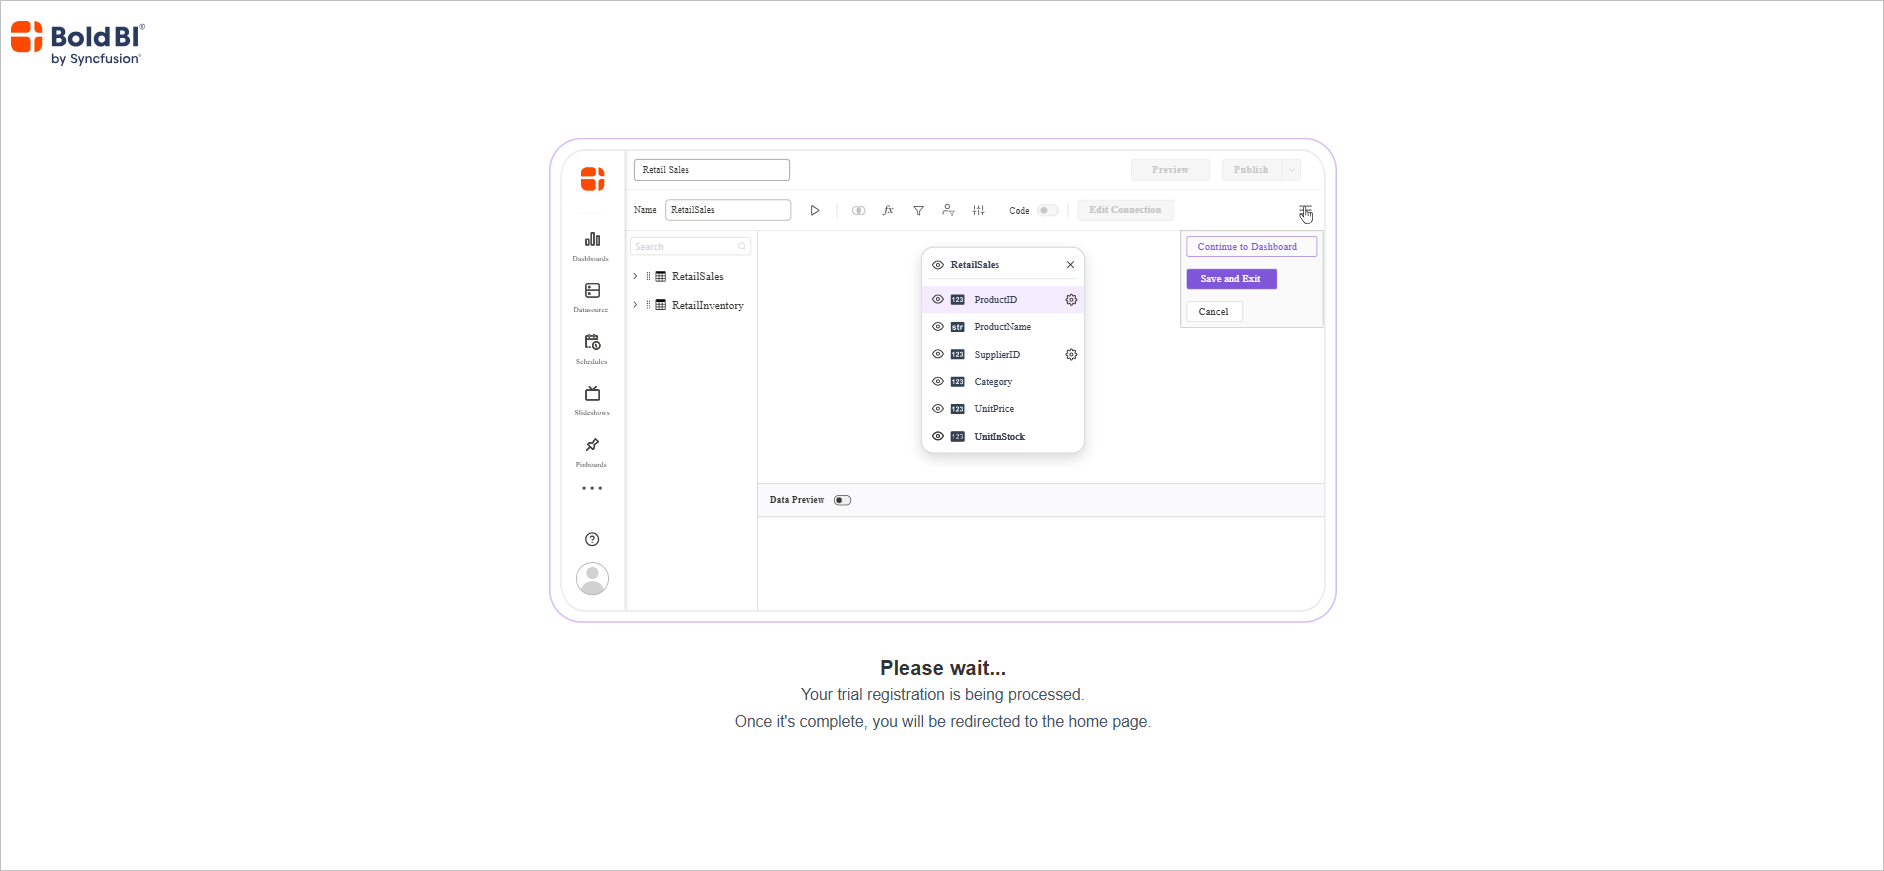 BoldBI®
by Syncfusion®
Retail Sales
Preview
Publish
Name
RetailSales
fx
Code
Edit Connection
Search
RetailSales
RetailInventory
Dashboards
Datasource
Schedules
Slideshows
Pinboards
RetailSales
123 ProductID
str ProductName
123 SupplierID
123 Category
123 UnitPrice
123 UnitInStock
Continue to Dashboard
Save and Exit
Cancel
Data Preview
Please wait...
Your trial registration is being processed.
Once it's complete, you will be redirected to the home page.